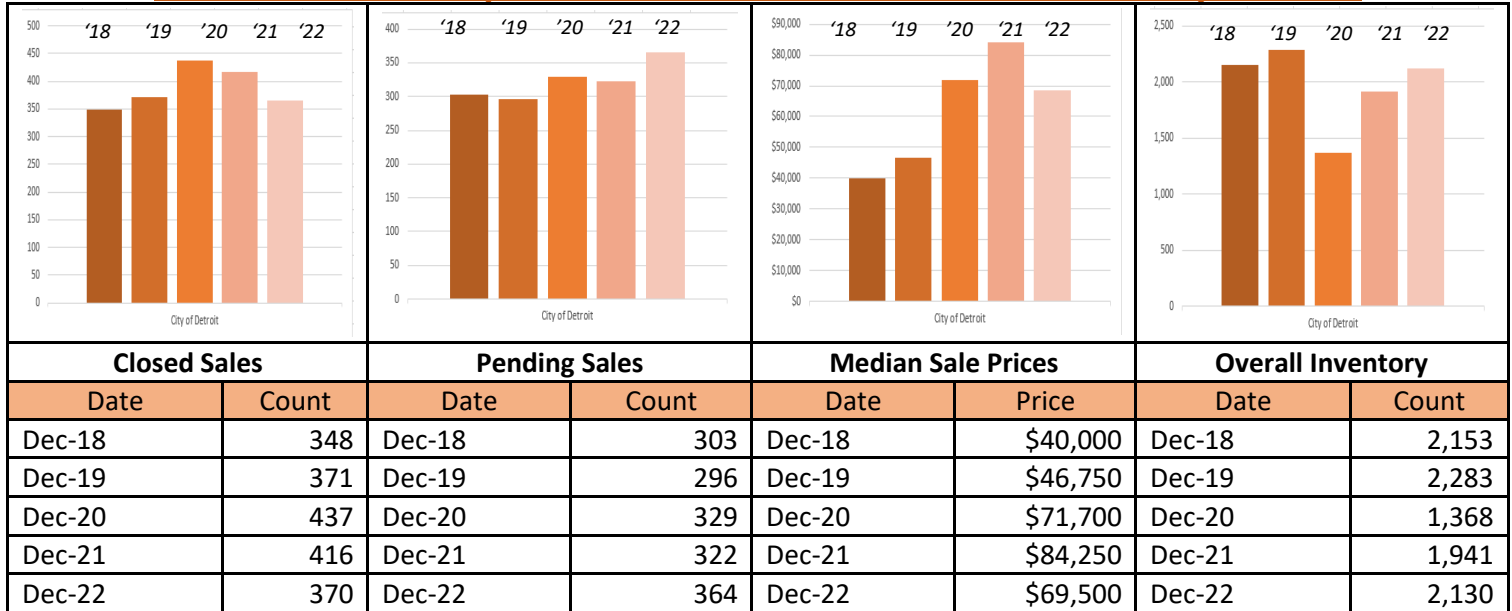 '18 '19 '20 '21 '22
500
450
400
350
300
250
200
150
100
50
0
City of Detroit
'18 '19 '20 '21 '22
400
350
300
250
200
150
100
50
0
City of Detroit
'18 '19 '20 '21 '22
$90,000
$80,000
$70,000
$60,000
$50,000
$40,000
$30,000
$20,000
$10,000
$0
City of Detroit
'18 '19 '20 '21 '22
2,500
2,000
1,500
1,000
500
0
City of Detroit
Closed Sales Pending Sales Median Sale Prices Overall Inventory
Date Count Date Count Date Price Date Count
Dec-18 348 Dec-18 303 Dec-18 $40,000 Dec-18 2,153
Dec-19 371 Dec-19 296 Dec-19 $46,750 Dec-19 2,283
Dec-20 437 Dec-20 329 Dec-20 $71,700 Dec-20 1,368
Dec-21 416 Dec-21 322 Dec-21 $84,250 Dec-21 1,941
Dec-22 370 Dec-22 364 Dec-22 $69,500 Dec-22 2,130